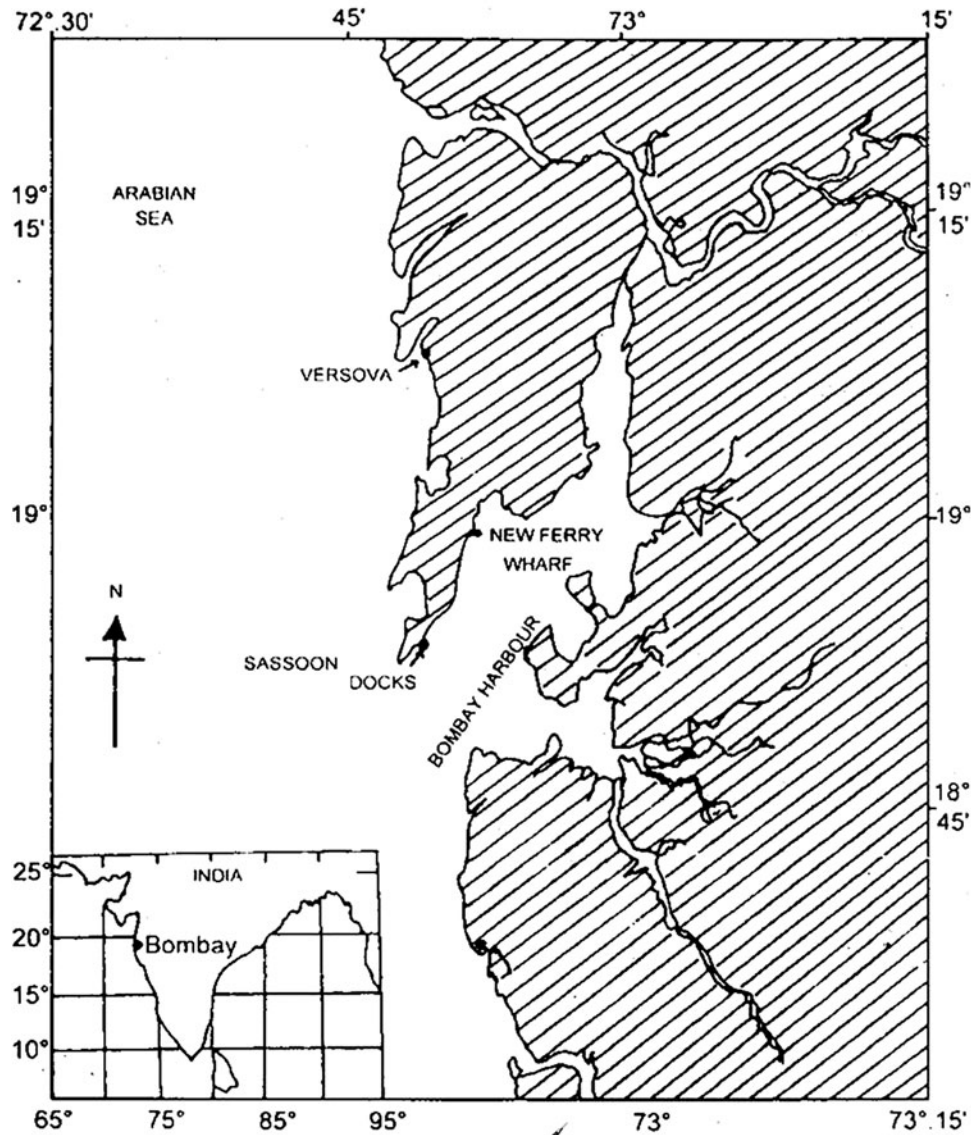 72°.30' 45' 73° 15'
ARABIAN
SEA
19°
15'
19°
15'
VERSOVA
19°
19°
NEW FERRY
WHARF
N
SASSOON
DOCKS
BOMBAY HARBOUR
18°
45'
25°
INDIA
20°
Bombay
15°
10°
65° 75° 85° 95 73° 73°.15'